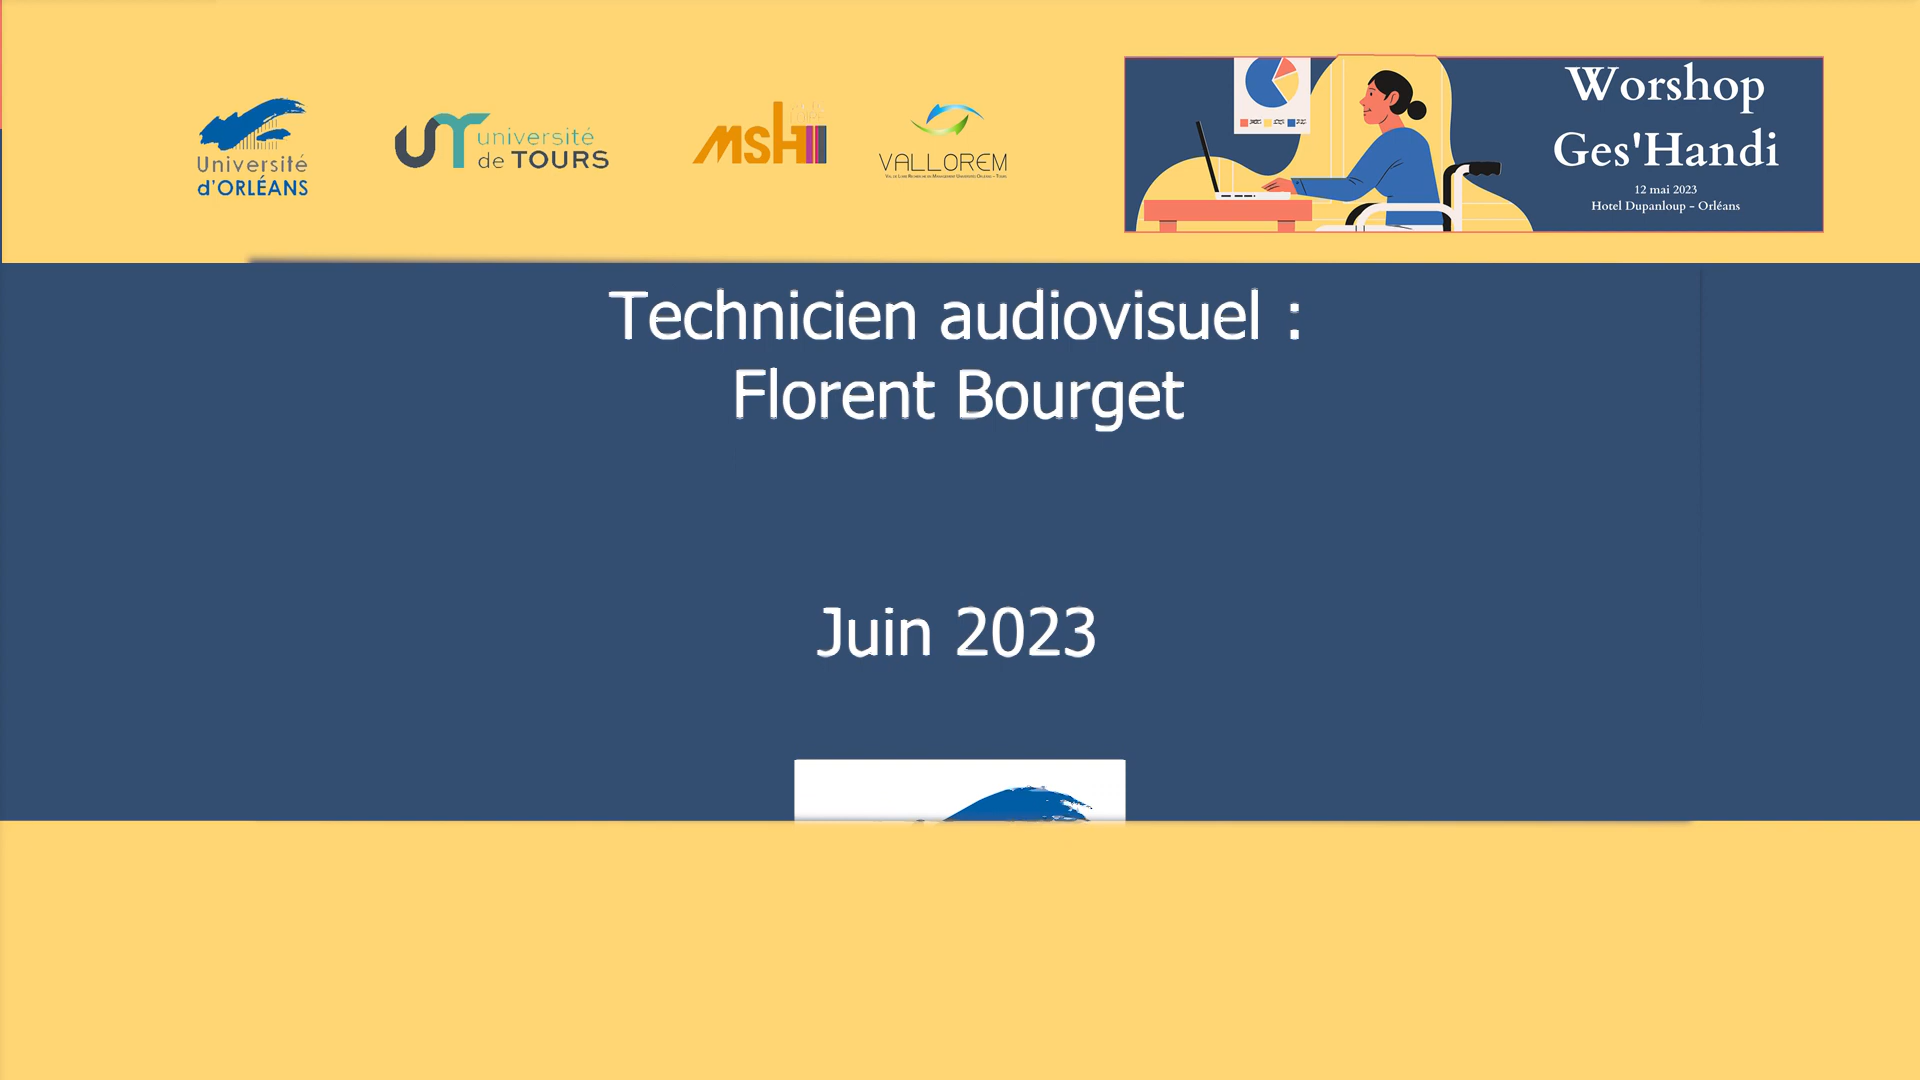 Université
d'ORLÉANS
université
de TOURS
msh
VALLOREM
Worshop
Ges'Handi
12 mai 2023
Hotel Dupanloup - Orléans
Technicien audiovisuel :
Florent Bourget
Juin 2023